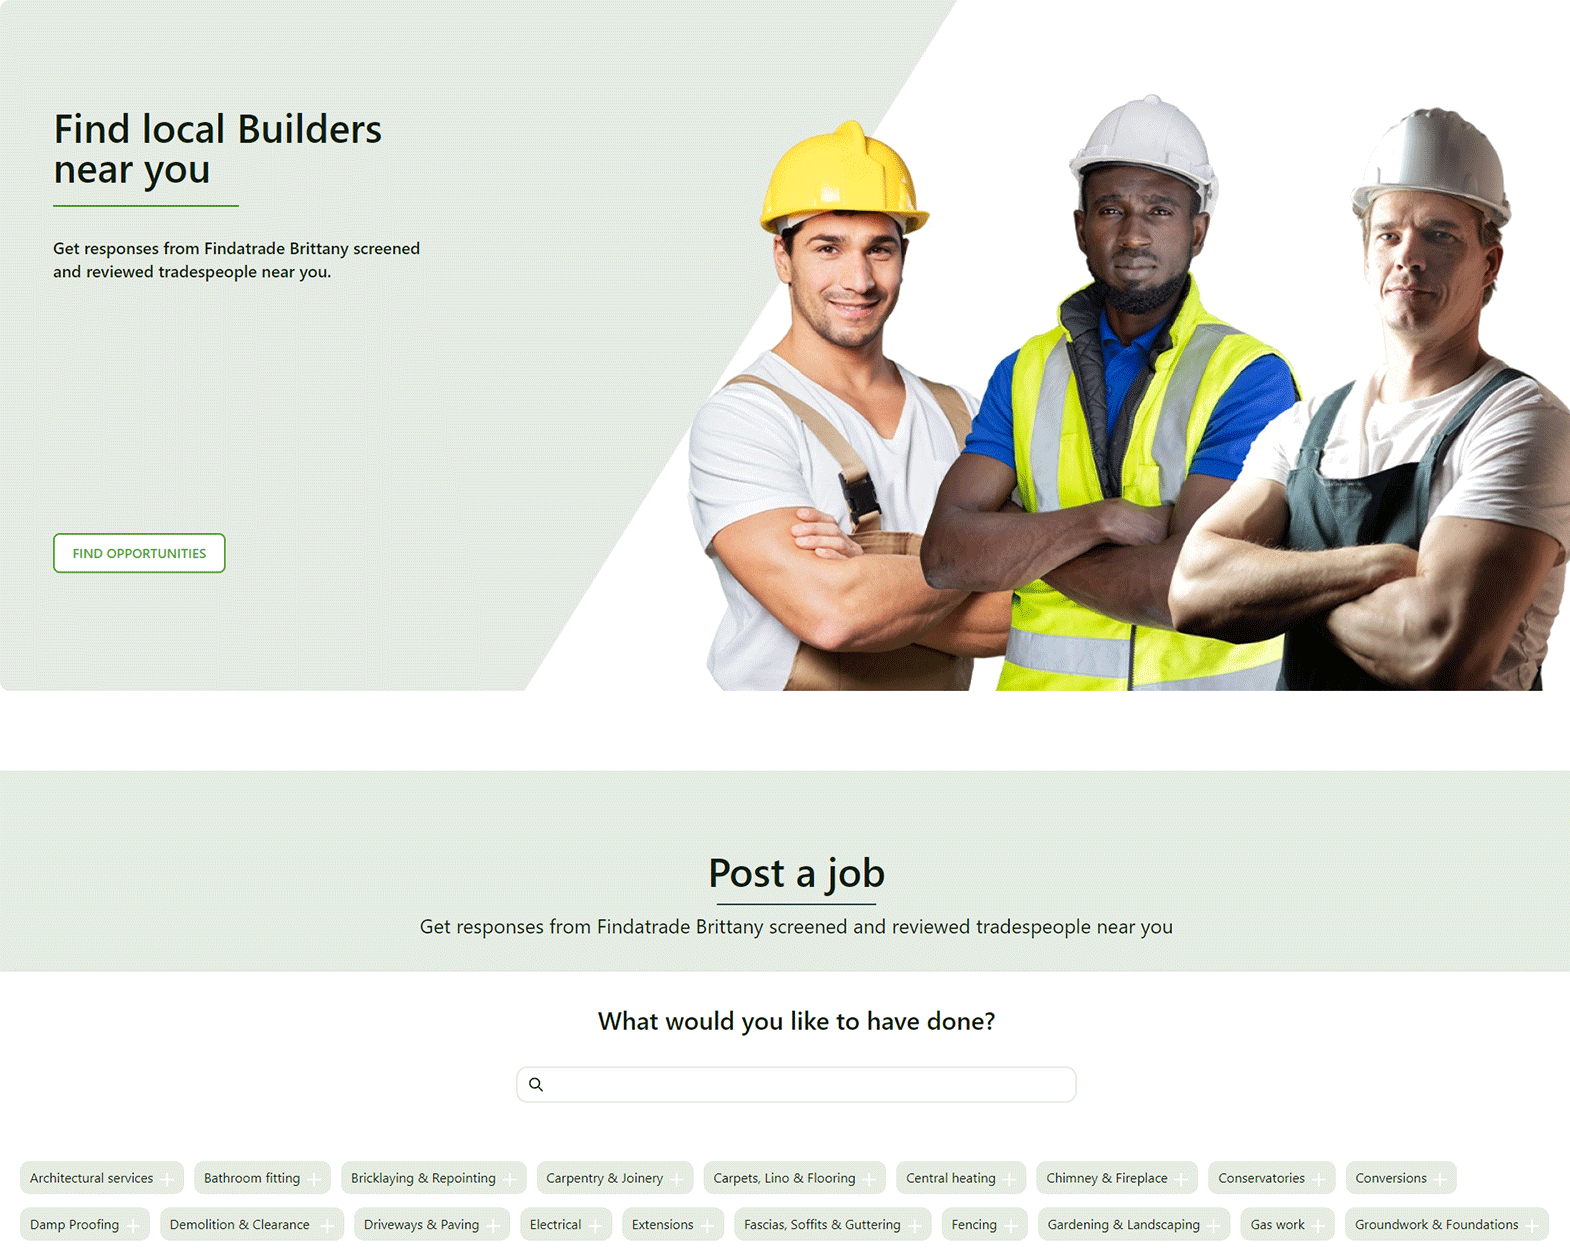 Find local Builders
near you
Get responses from Findatrade Brittany screened
and reviewed tradespeople near you.
FIND OPPORTUNITIES
Post a job
Get responses from Findatrade Brittany screened and reviewed tradespeople near you
What would you like to have done?
Architectural services Bathroom fitting Bricklaying & Repointing Carpentry & Joinery Carpets, Lino & Flooring Central heating Chimney & Fireplace Conservatories Conversions
Damp Proofing Demolition & Clearance Driveways & Paving Electrical Extensions Fascias, Soffits & Guttering Fencing Gardening & Landscaping Gas work Groundwork & Foundations